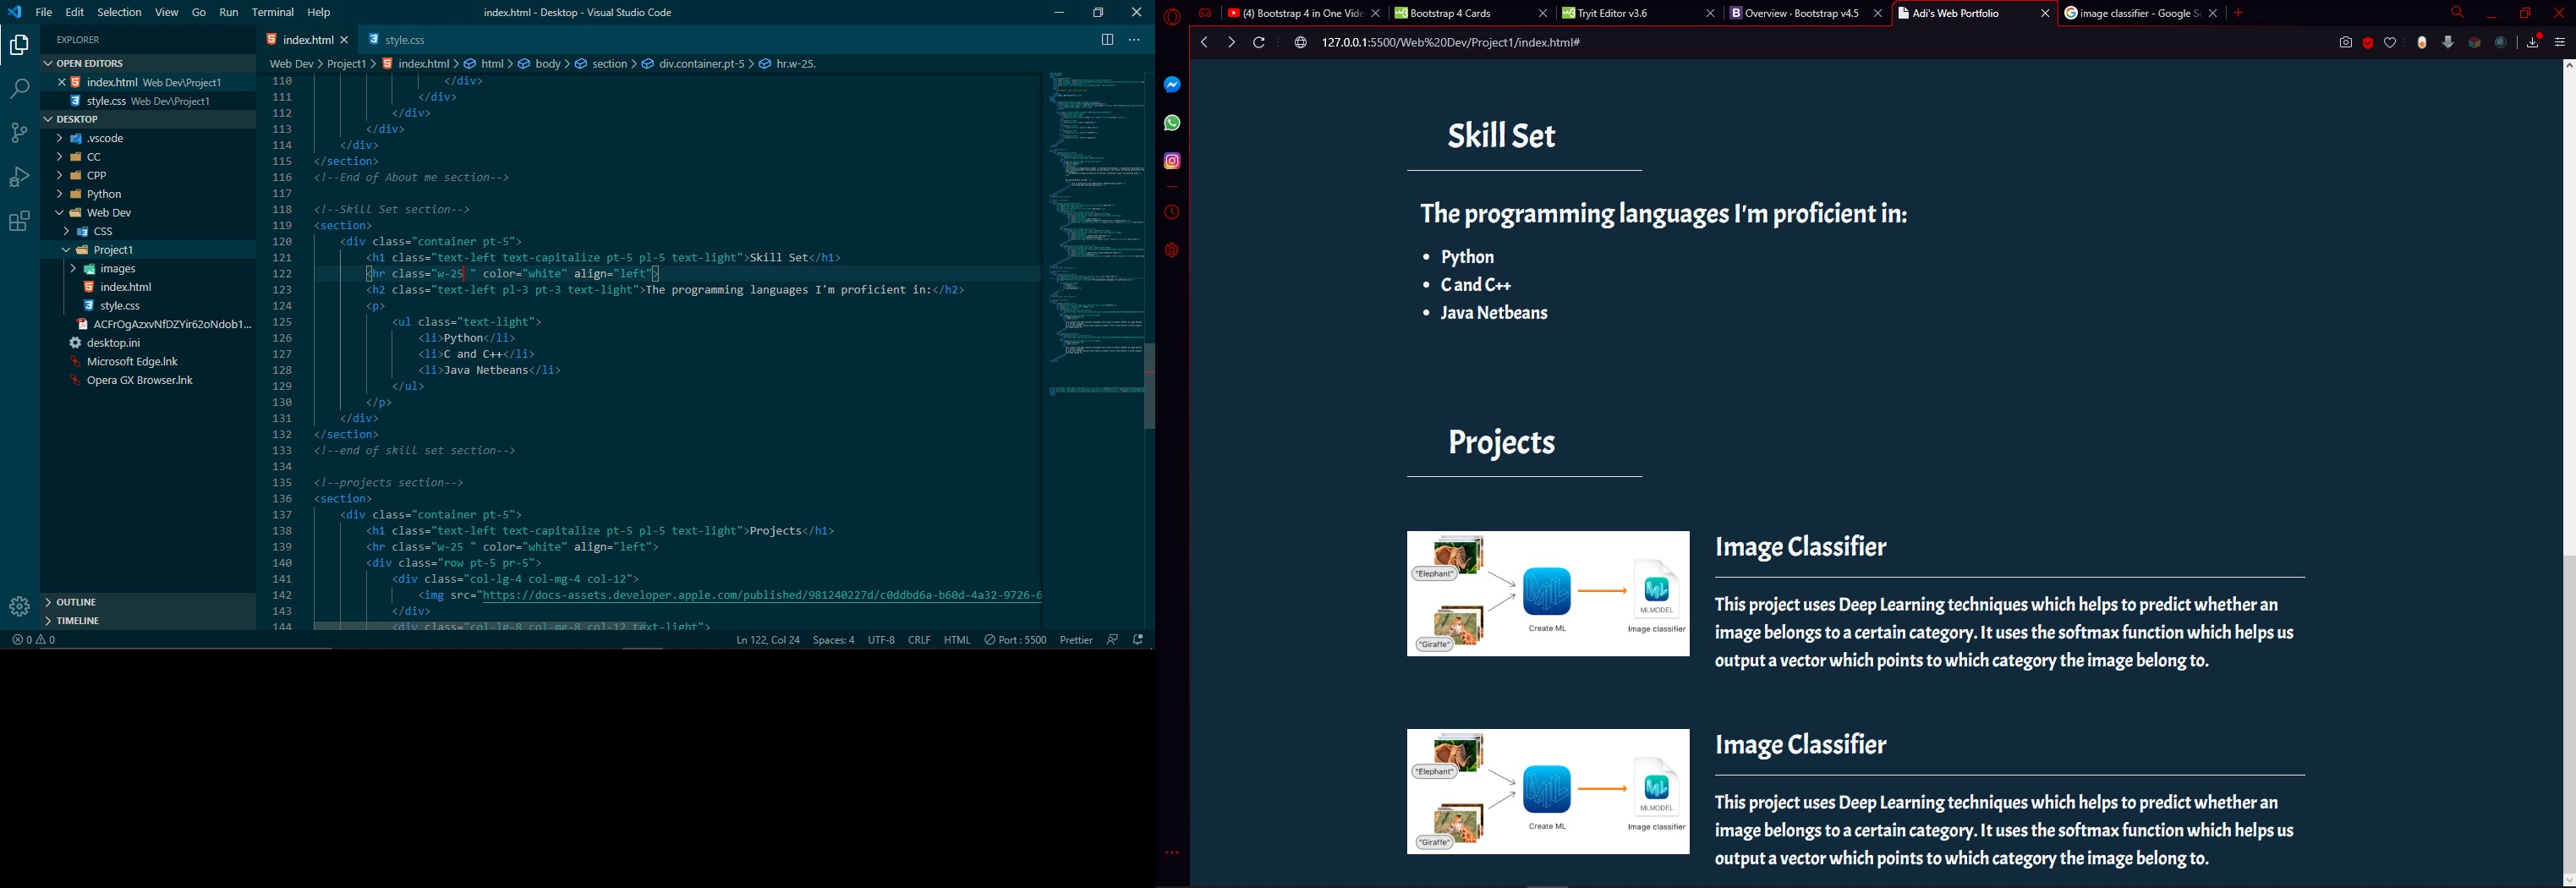 File Edit Selection View Go Run Terminal Help
index.html - Desktop - Visual Studio Code
EXPLORER
OPEN EDITORS
index.html Web Dev\Project1
style.css Web Dev\Project1
DESKTOP
.vscode
CC
CPP
Python
Web Dev
CSS
Project1
images
index.html
style.css
ACFrOgAzxvNfDZYir62oNdob1...
desktop.ini
Microsoft Edge.lnk
Opera GX Browser.lnk
OUTLINE
TIMELINE
index.html
style.css
Web Dev > Project1 > index.html > html > body > section > div.container.pt-5 > hr.w-25.
110 </div>
111 </div>
112 </div>
113 </div>
114 </div>
115 </section>
116 <!--End of About me section-->
117
118 <!--Skill Set section-->
119 <section>
120 <div class="container pt-5">
121 <h1 class="text-left text-capitalize pt-5 pl-5 text-light">Skill Set</h1>
122 <hr class="w-25 " color="white" align="left">
123 <h2 class="text-left pl-3 pt-3 text-light">The programming languages I'm proficient in:</h2>
124 <p>
125 <ul class="text-light">
126 <li>Python</li>
127 <li>C and C++</li>
128 <li>Java Netbeans</li>
129 </ul>
130 </p>
131 </div>
132 </section>
133 <!--end of skill set section-->
134
135 <!--projects section-->
136 <section>
137 <div class="container pt-5">
138 <h1 class="text-left text-capitalize pt-5 pl-5 text-light">Projects</h1>
139 <hr class="w-25 " color="white" align="left">
140 <div class="row pt-5 pr-5">
141 <div class="col-lg-4 col-mg-4 col-12">
142 <img src="https://docs-assets.developer.apple.com/published/981240227d/c0ddbd6a-b60d-4a32-9726-6
143 </div>
144 <div class="col-lg-8 col-mg-8 col-12 text-light">
0 0
Ln 122, Col 24 Spaces: 4 UTF-8 CRLF HTML Port : 5500 Prettier
(4) Bootstrap 4 in One Vide
Bootstrap 4 Cards
Tryit Editor v3.6
Overview · Bootstrap v4.5
Adi's Web Portfolio
image classifier - Google Se
127.0.0.1:5500/Web%20Dev/Project1/index.html#
Skill Set
The programming languages I'm proficient in:
• Python
• C and C++
• Java Netbeans
Projects
"Elephant"
"Giraffe"
Create ML
MLMODEL
Image classifier
Image Classifier
This project uses Deep Learning techniques which helps to predict whether an
image belongs to a certain category. It uses the softmax function which helps us
output a vector which points to which category the image belong to.
"Elephant"
"Giraffe"
Create ML
MLMODEL
Image classifier
Image Classifier
This project uses Deep Learning techniques which helps to predict whether an
image belongs to a certain category. It uses the softmax function which helps us
output a vector which points to which category the image belong to.